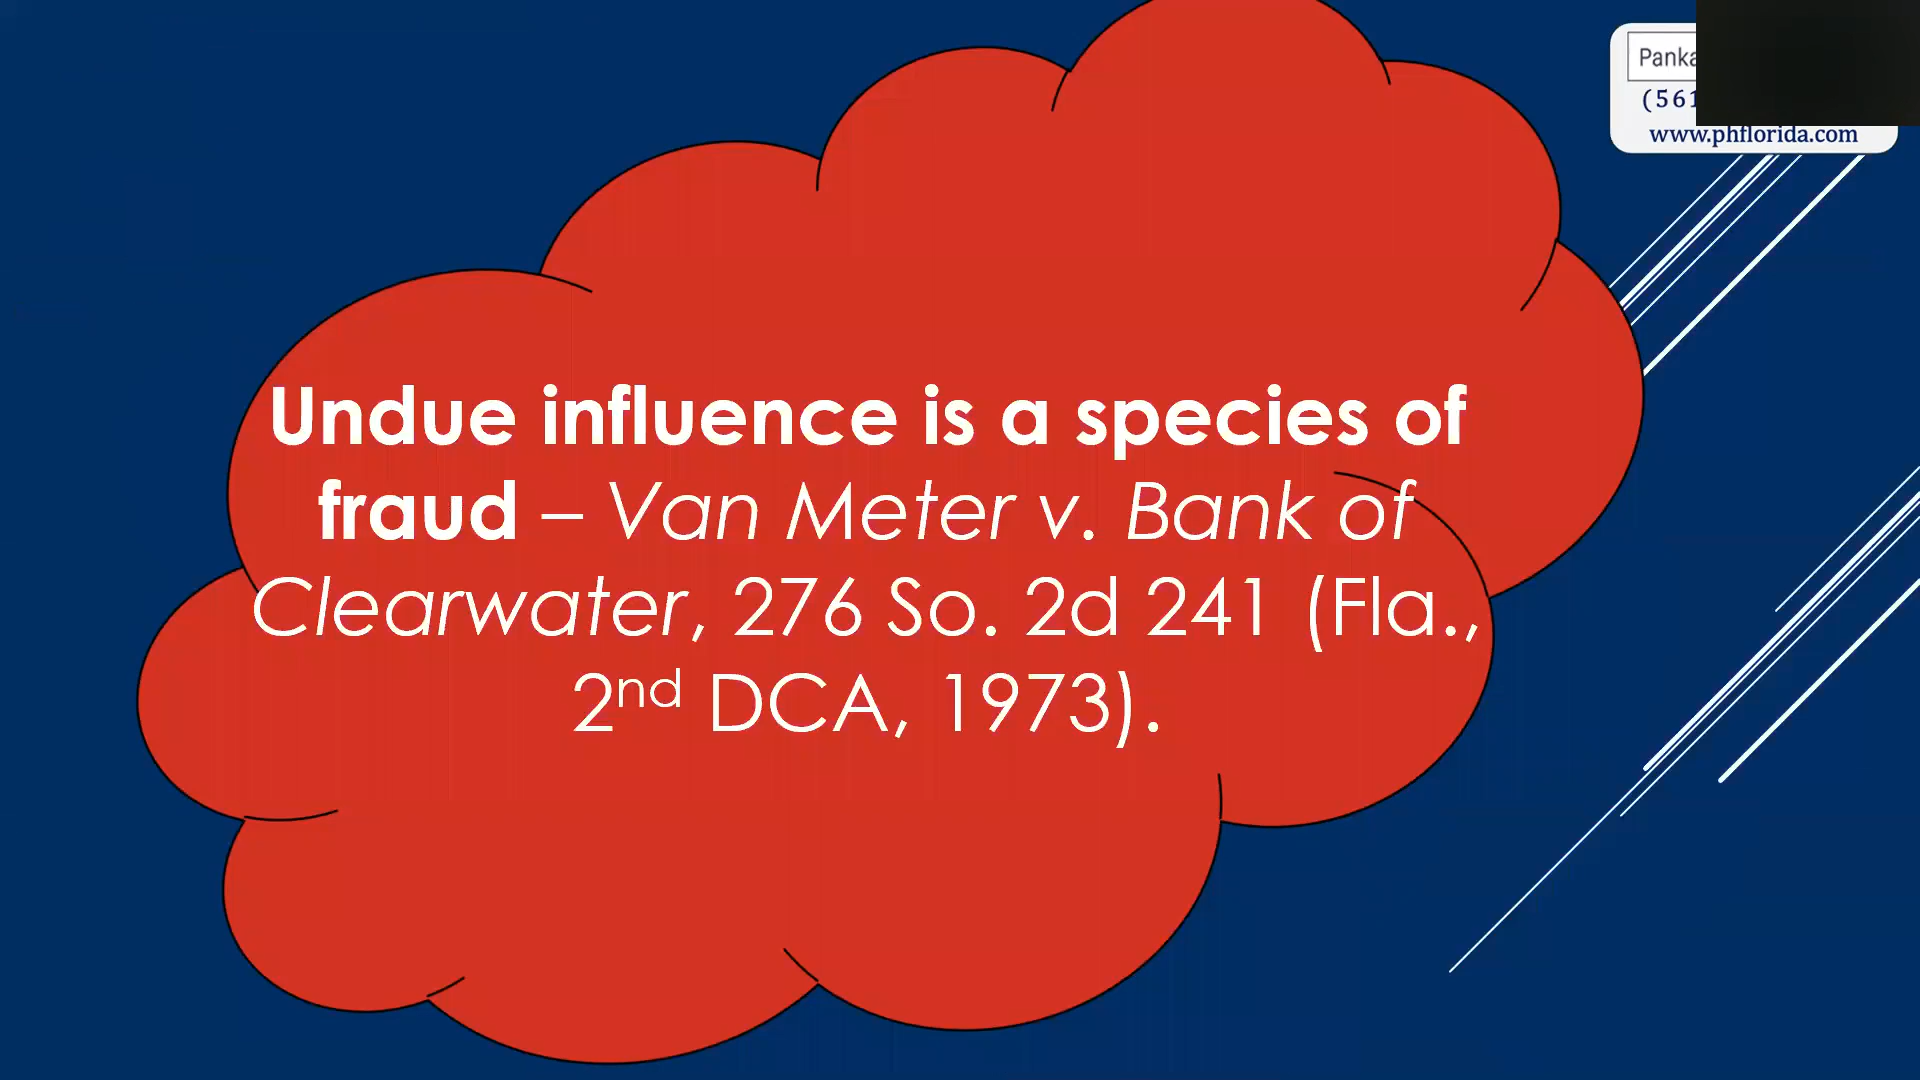 (561
www.phflorida.com
Undue influence is a species of
fraud – Van Meter v. Bank of
Clearwater, 276 So. 2d 241 (Fla.,
2nd DCA, 1973).